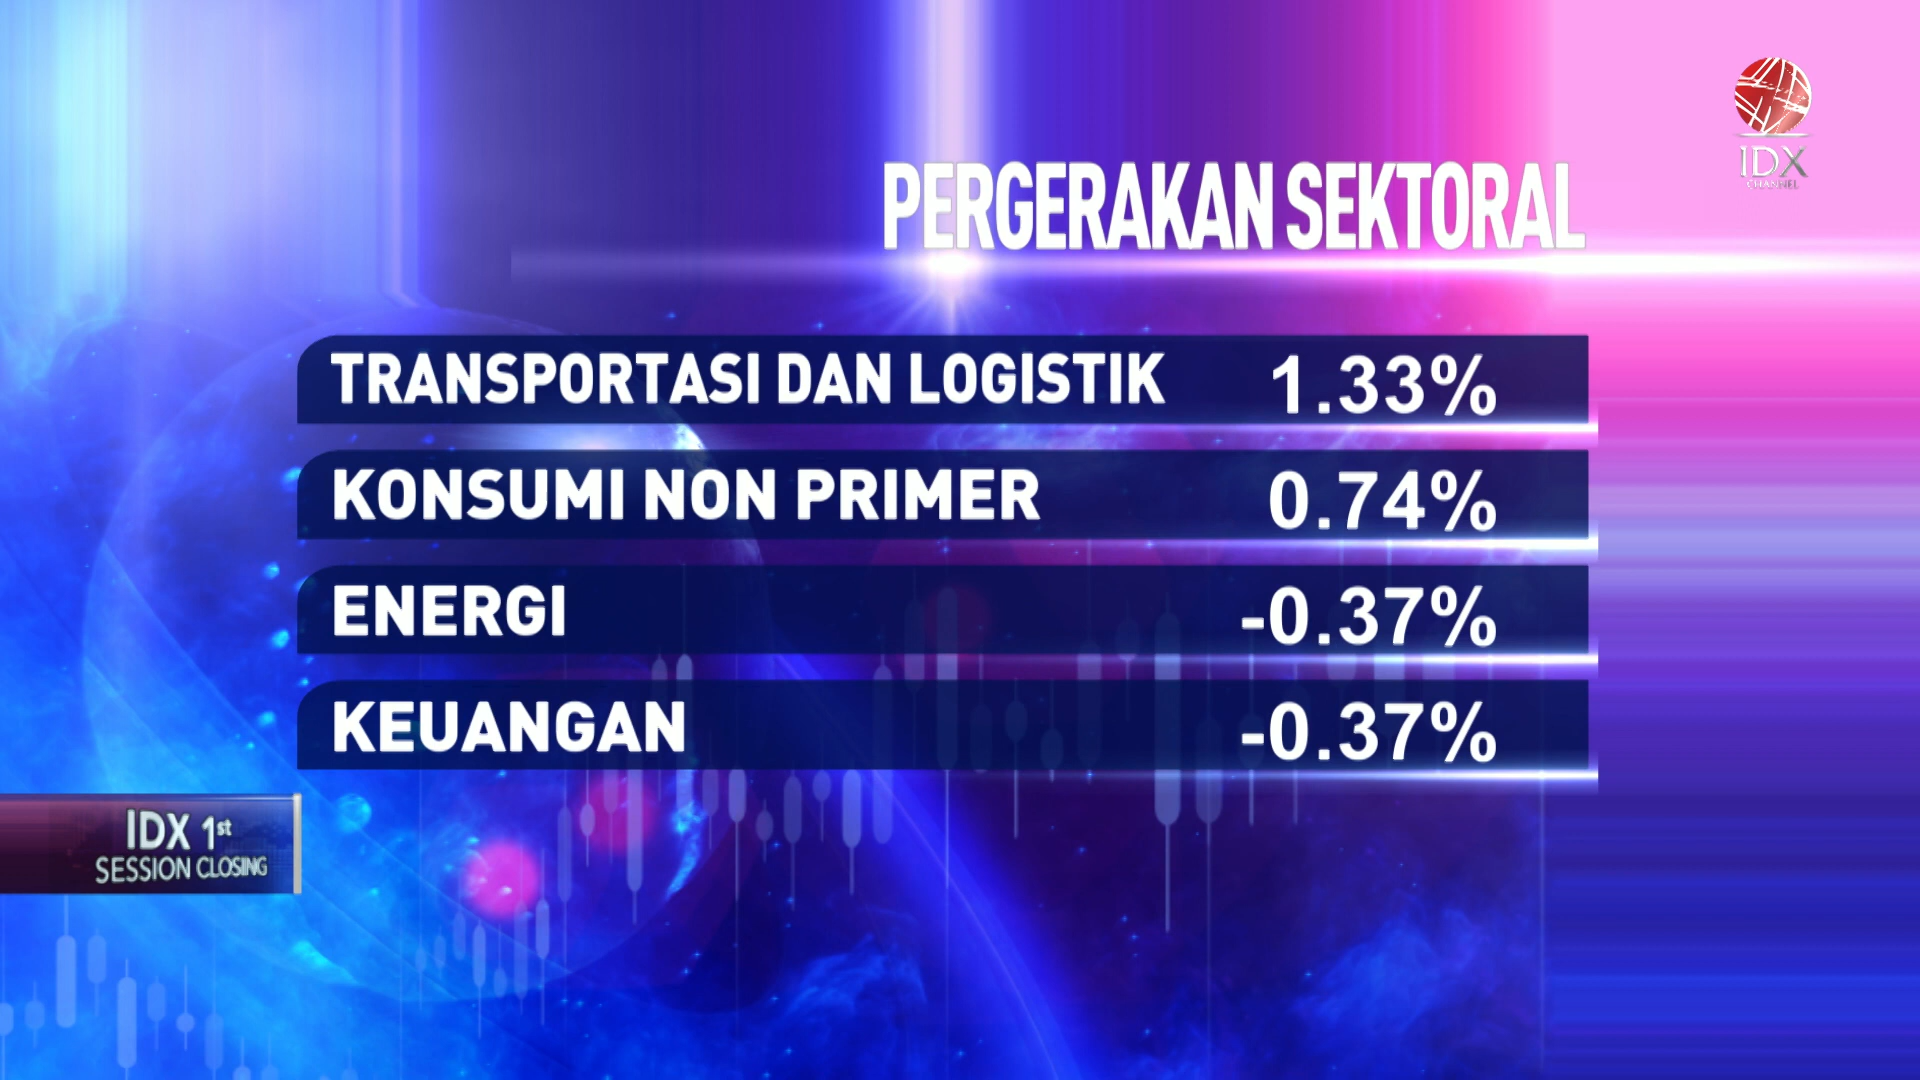 IDX
CHANNEL
PERGERAKAN SEKTORAL
TRANSPORTASI DAN LOGISTIK 1.33%
KONSUMI NON PRIMER 0.74%
ENERGI -0.37%
KEUANGAN -0.37%
IDX 1st
SESSION CLOSING